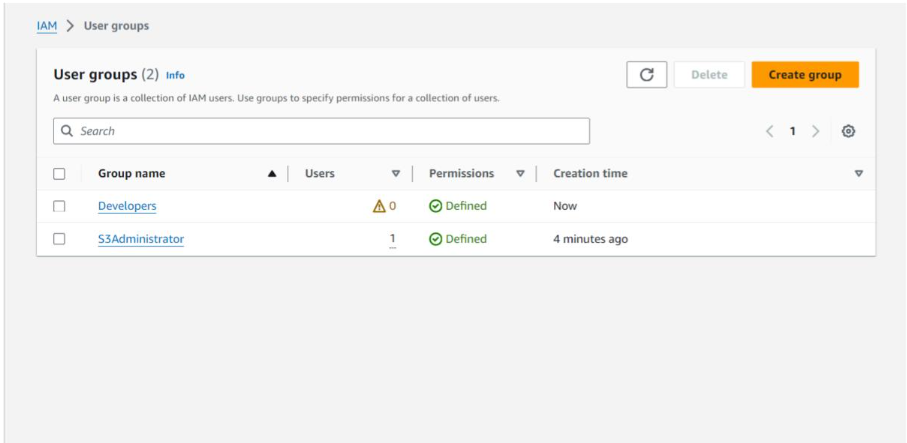 IAM > User groups
User groups (2) Info
Delete
Create group
A user group is a collection of IAM users. Use groups to specify permissions for a collection of users.
Search
< 1 >
Group name Users Permissions Creation time
Developers 0 Defined Now
S3Administrator 1 Defined 4 minutes ago